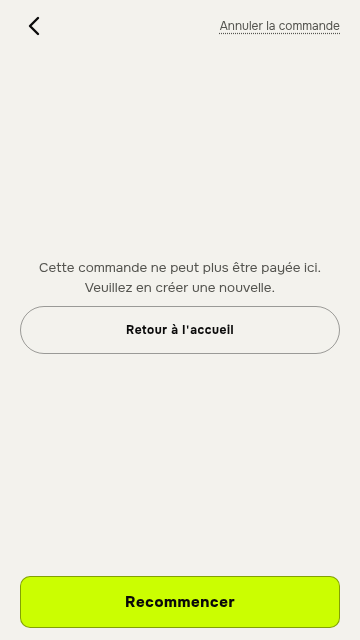 Annuler la commande
Cette commande ne peut plus être payée ici.
Veuillez en créer une nouvelle.
Retour à l'accueil
Recommencer